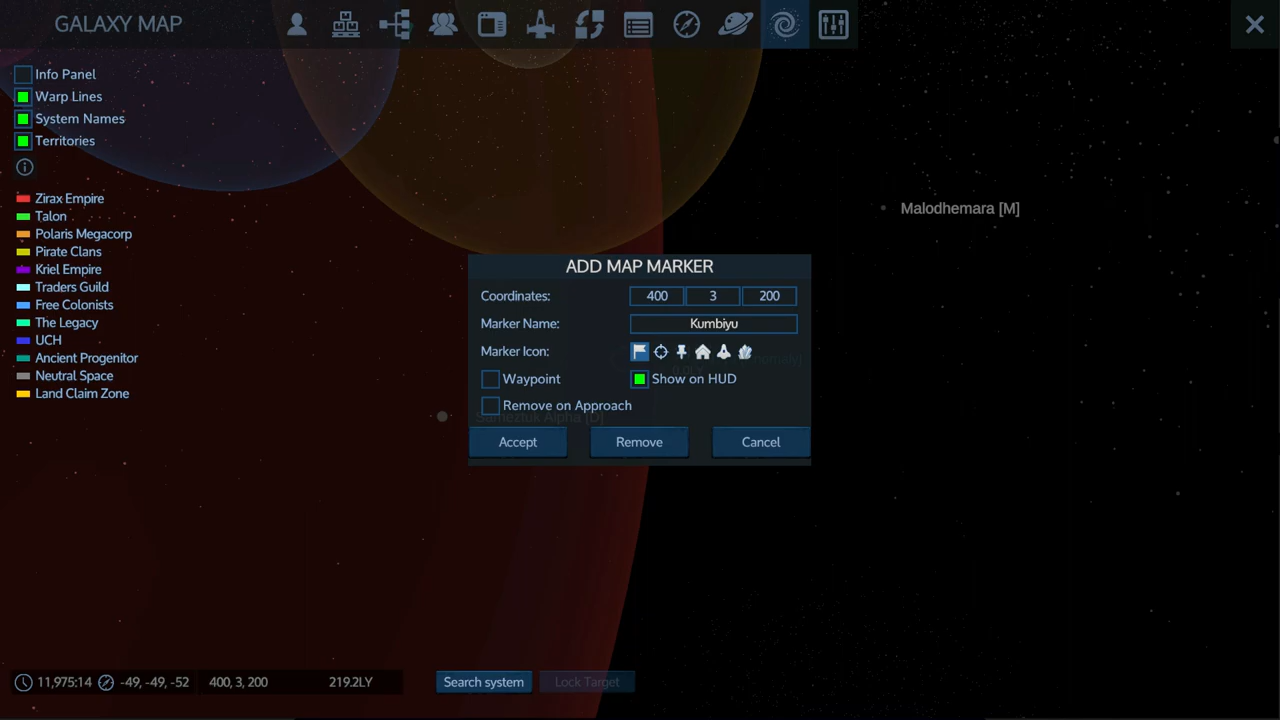 GALAXY MAP
Info Panel
Warp Lines
System Names
Territories
Zirax Empire
Talon
Polaris Megacorp
Pirate Clans
Kriel Empire
Traders Guild
Free Colonists
The Legacy
UCH
Ancient Progenitor
Neutral Space
Land Claim Zone
Malodhemara [M]
ADD MAP MARKER
Coordinates: 400 3 200
Marker Name: Kumbiyu
Marker Icon:
Waypoint Show on HUD
Remove on Approach
Accept Remove Cancel
11,975:14 -49, -49, -52 400, 3, 200 219.2LY Search system Lock Target